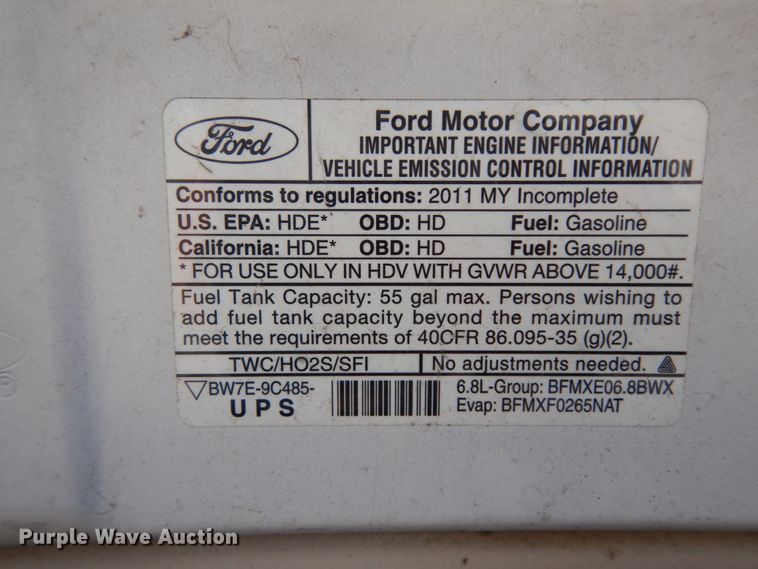 Ford
Ford Motor Company
IMPORTANT ENGINE INFORMATION/
VEHICLE EMISSION CONTROL INFORMATION
Conforms to regulations: 2011 MY Incomplete
U.S. EPA: HDE* OBD: HD Fuel: Gasoline
California: HDE* OBD: HD Fuel: Gasoline
* FOR USE ONLY IN HDV WITH GVWR ABOVE 14,000#.
Fuel Tank Capacity: 55 gal max. Persons wishing to
add fuel tank capacity beyond the maximum must
meet the requirements of 40CFR 86.095-35 (g)(2).
TWC/HO2S/SFI No adjustments needed.
BW7E-9C485-
UPS
6.8L-Group: BFMXE06.8BWX
Evap: BFMXF0265NAT
Purple Wave Auction
®